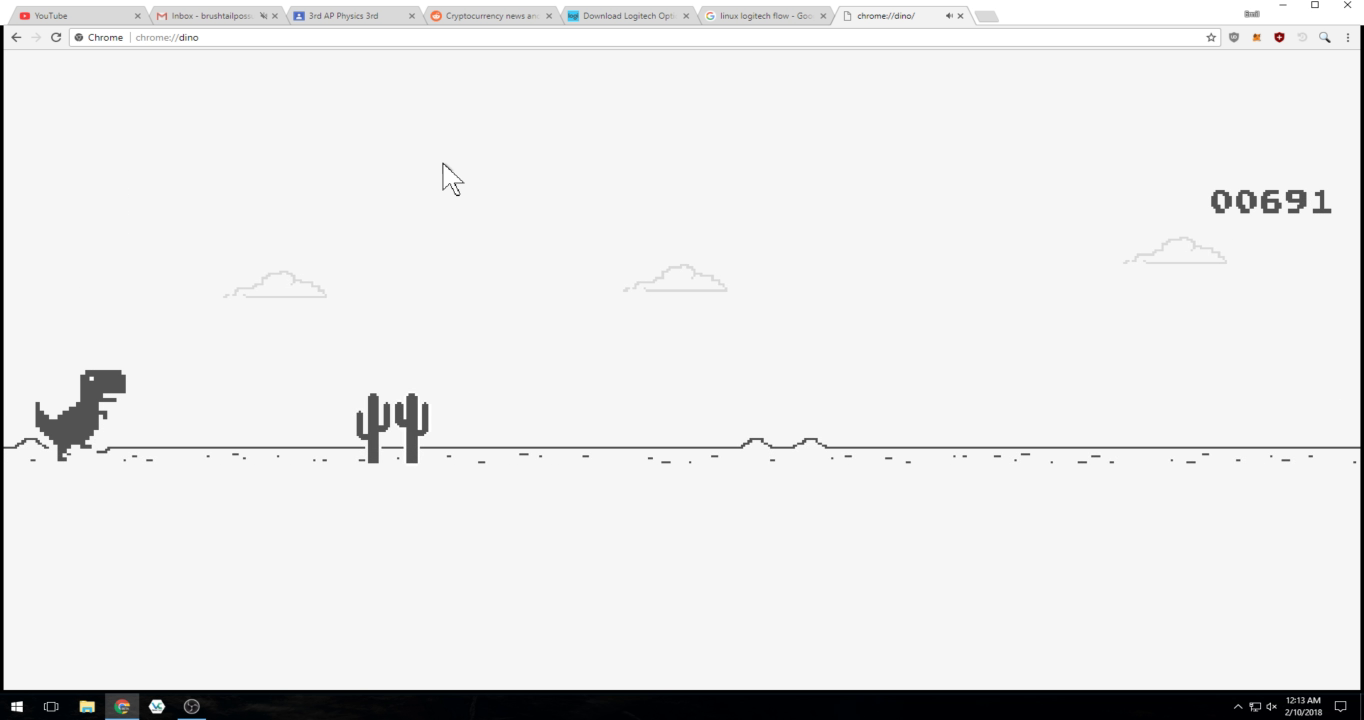 YouTube
Inbox - brushtailposs
3rd AP Physics 3rd
Cryptocurrency news an
Download Logitech Opt
linux logitech flow - Goo
chrome://dino/
Chrome chrome://dino
00691
12:13 AM
2/10/2018